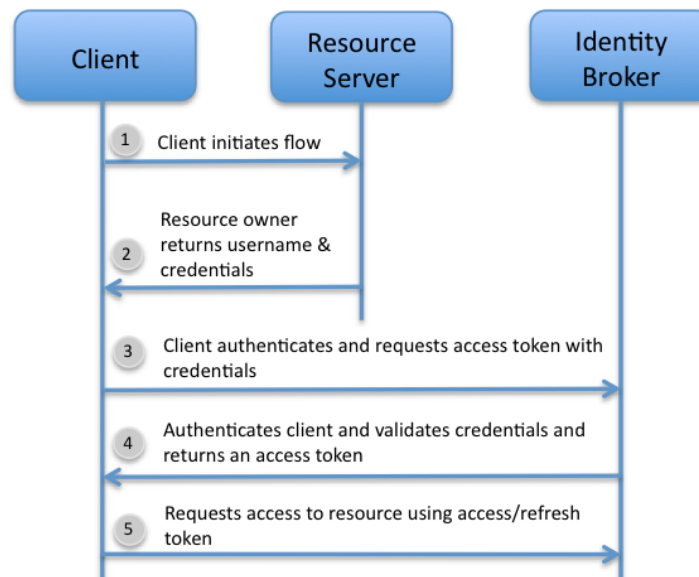 Client
Resource
Server
Identity
Broker
1
Client initiates flow
Resource owner
returns username &
2
credentials
3
Client authenticates and requests access token with
credentials
4
Authenticates client and validates credentials and
returns an access token
5
Requests access to resource using access/refresh
token